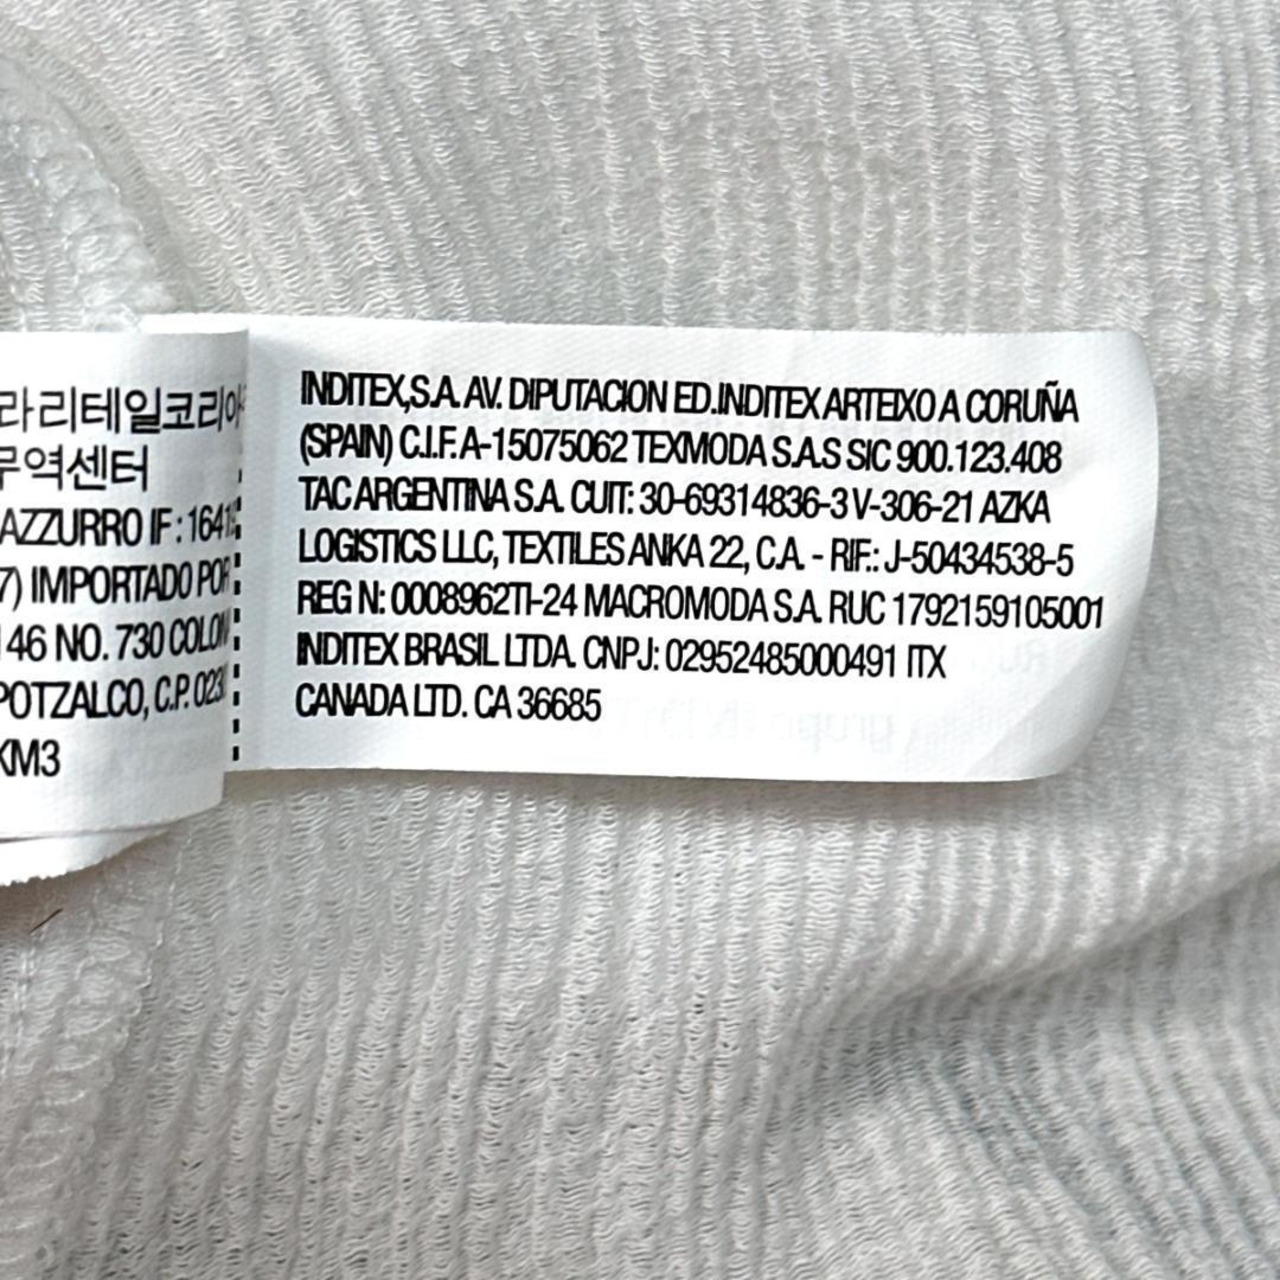 라리테일코리아
무역센터
AZZURRO IF : 1641
7) IMPORTADO POR
146 NO. 730 COLON
POTZALCO, C.P. 023
KM3
INDITEX,S.A. AV. DIPUTACION ED.INDITEX ARTEIXO A CORUÑA
(SPAIN) C.I.F. A-15075062 TEXMODA S.A.S SIC 900.123.408
TAC ARGENTINA S.A. CUIT: 30-69314836-3 V-306-21 AZKA
LOGISTICS LLC, TEXTILES ANKA 22, C.A. - RIF.: J-50434538-5
REG N: 0008962TI-24 MACROMODA S.A. RUC 1792159105001
INDITEX BRASIL LTDA. CNPJ: 02952485000491 ITX
CANADA LTD. CA 36685